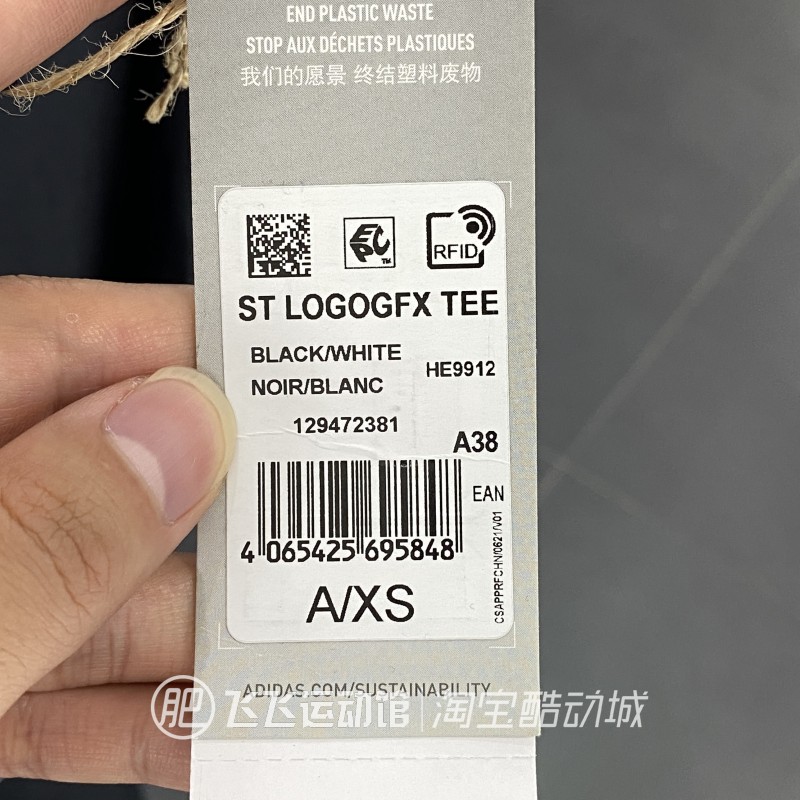 END PLASTIC WASTE
STOP AUX DÉCHETS PLASTIQUES
我们的愿景 终结塑料废物
EPC™
RFID
ST LOGOGFX TEE
BLACK/WHITE
NOIR/BLANC
HE9912
129472381
A38
EAN
4 065425 695848
CSAPPRFCHN/0621/V01
A/XS
ADIDAS.COM/SUSTAINABILITY
肥 飞飞运动馆 | 淘宝酷动城